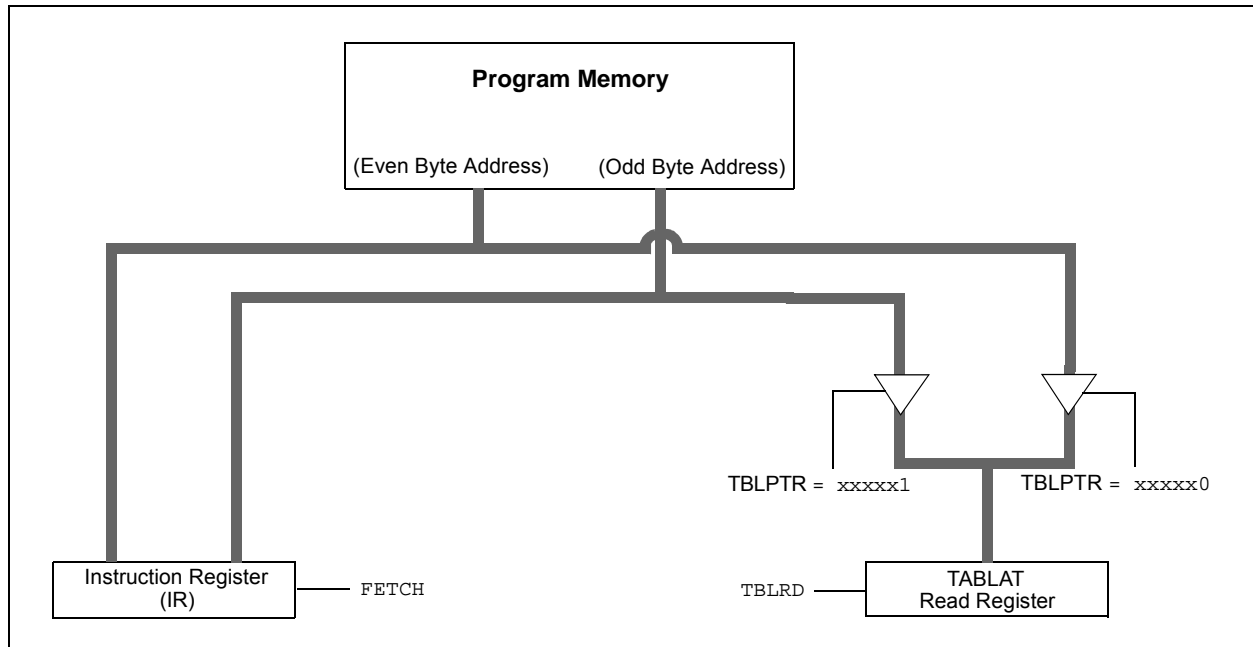 Program Memory
(Even Byte Address)
(Odd Byte Address)
TBLPTR = xxxxx1
TBLPTR = xxxxx0
Instruction Register
(IR)
FETCH
TBLRD
TABLAT
Read Register